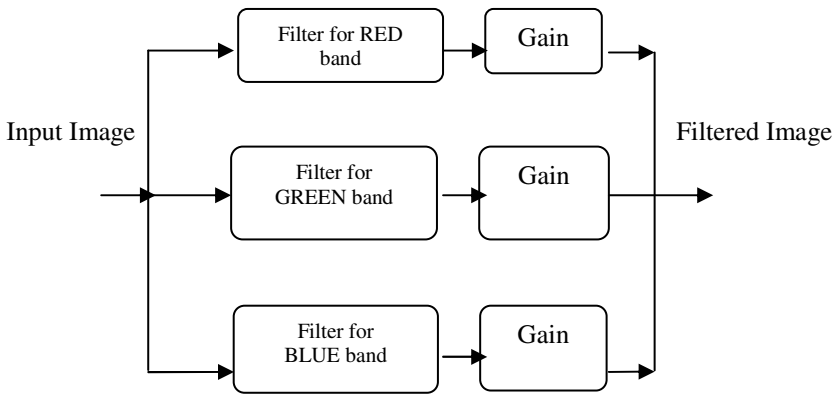 Filter for RED
band
Gain
Input Image
Filtered Image
Filter for
GREEN band
Gain
Filter for
BLUE band
Gain